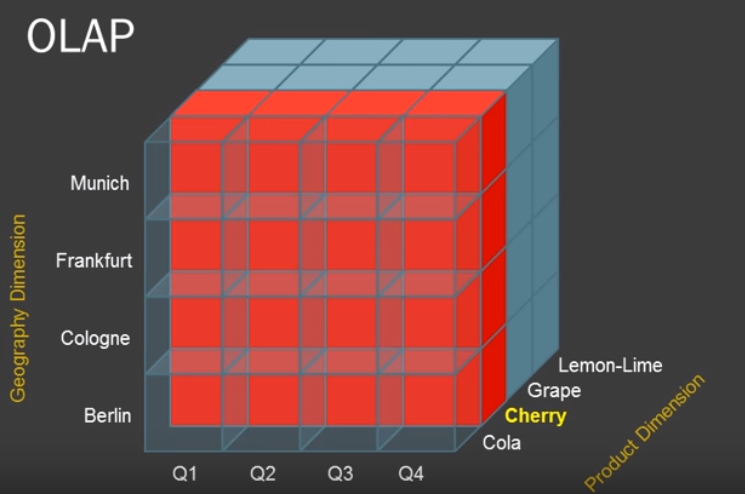 OLAP
Geography Dimension
Munich
Frankfurt
Cologne
Berlin
Q1 Q2 Q3 Q4
Lemon-Lime
Grape
Cherry
Cola
Product Dimension